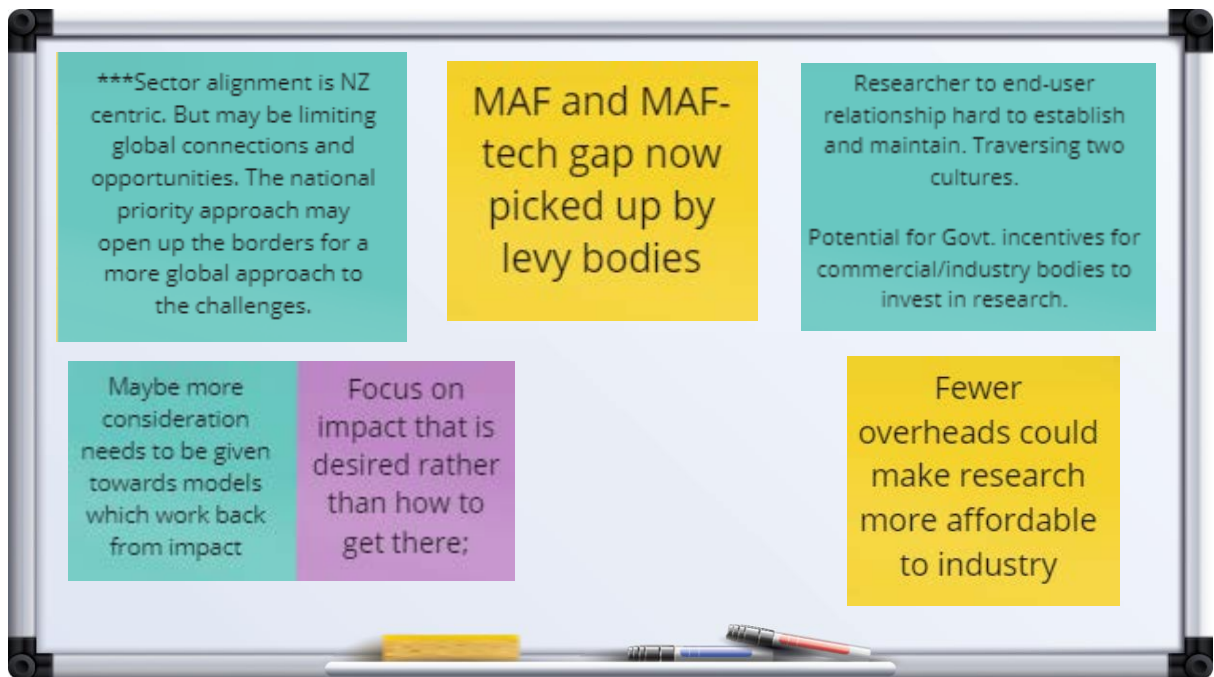 ***Sector alignment is NZ
centric. But may be limiting
global connections and
opportunities. The national
priority approach may
open up the borders for a
more global approach to
the challenges.
MAF and MAF-
tech gap now
picked up by
levy bodies
Researcher to end-user
relationship hard to establish
and maintain. Traversing two
cultures.
Potential for Govt. incentives for
commercial/industry bodies to
invest in research.
Maybe more
consideration
needs to be given
towards models
which work back
from impact
Focus on
impact that is
desired rather
than how to
get there;
Fewer
overheads could
make research
more affordable
to industry